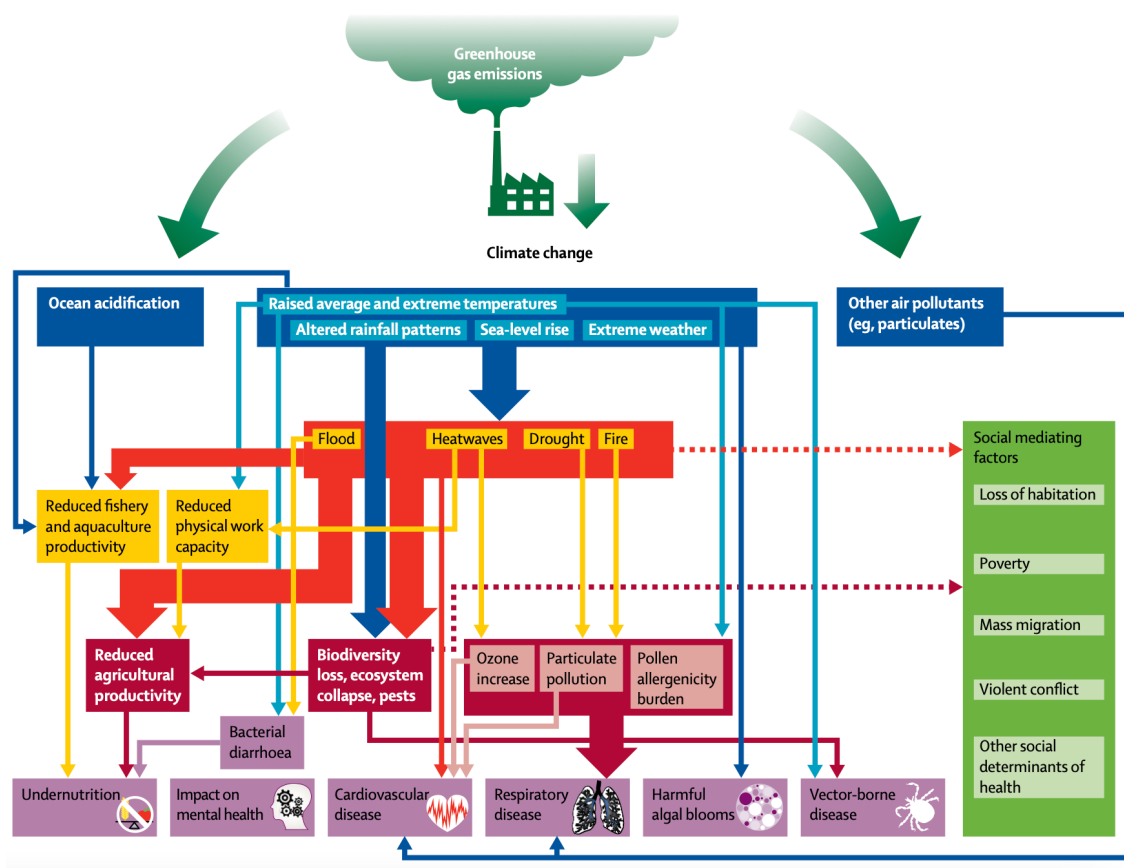 Greenhouse
gas emissions
Climate change
Ocean acidification
Raised average and extreme temperatures
Altered rainfall patterns
Sea-level rise
Extreme weather
Other air pollutants
(eg, particulates)
Flood
Heatwaves
Drought
Fire
Social mediating
factors
Loss of habitation
Poverty
Mass migration
Violent conflict
Other social
determinants of
health
Reduced fishery
and aquaculture
productivity
Reduced
physical work
capacity
Reduced
agricultural
productivity
Biodiversity
loss, ecosystem
collapse, pests
Ozone
increase
Particulate
pollution
Pollen
allergenicity
burden
Bacterial
diarrhoea
Undernutrition
Impact on
mental health
Cardiovascular
disease
Respiratory
disease
Harmful
algal blooms
Vector-borne
disease